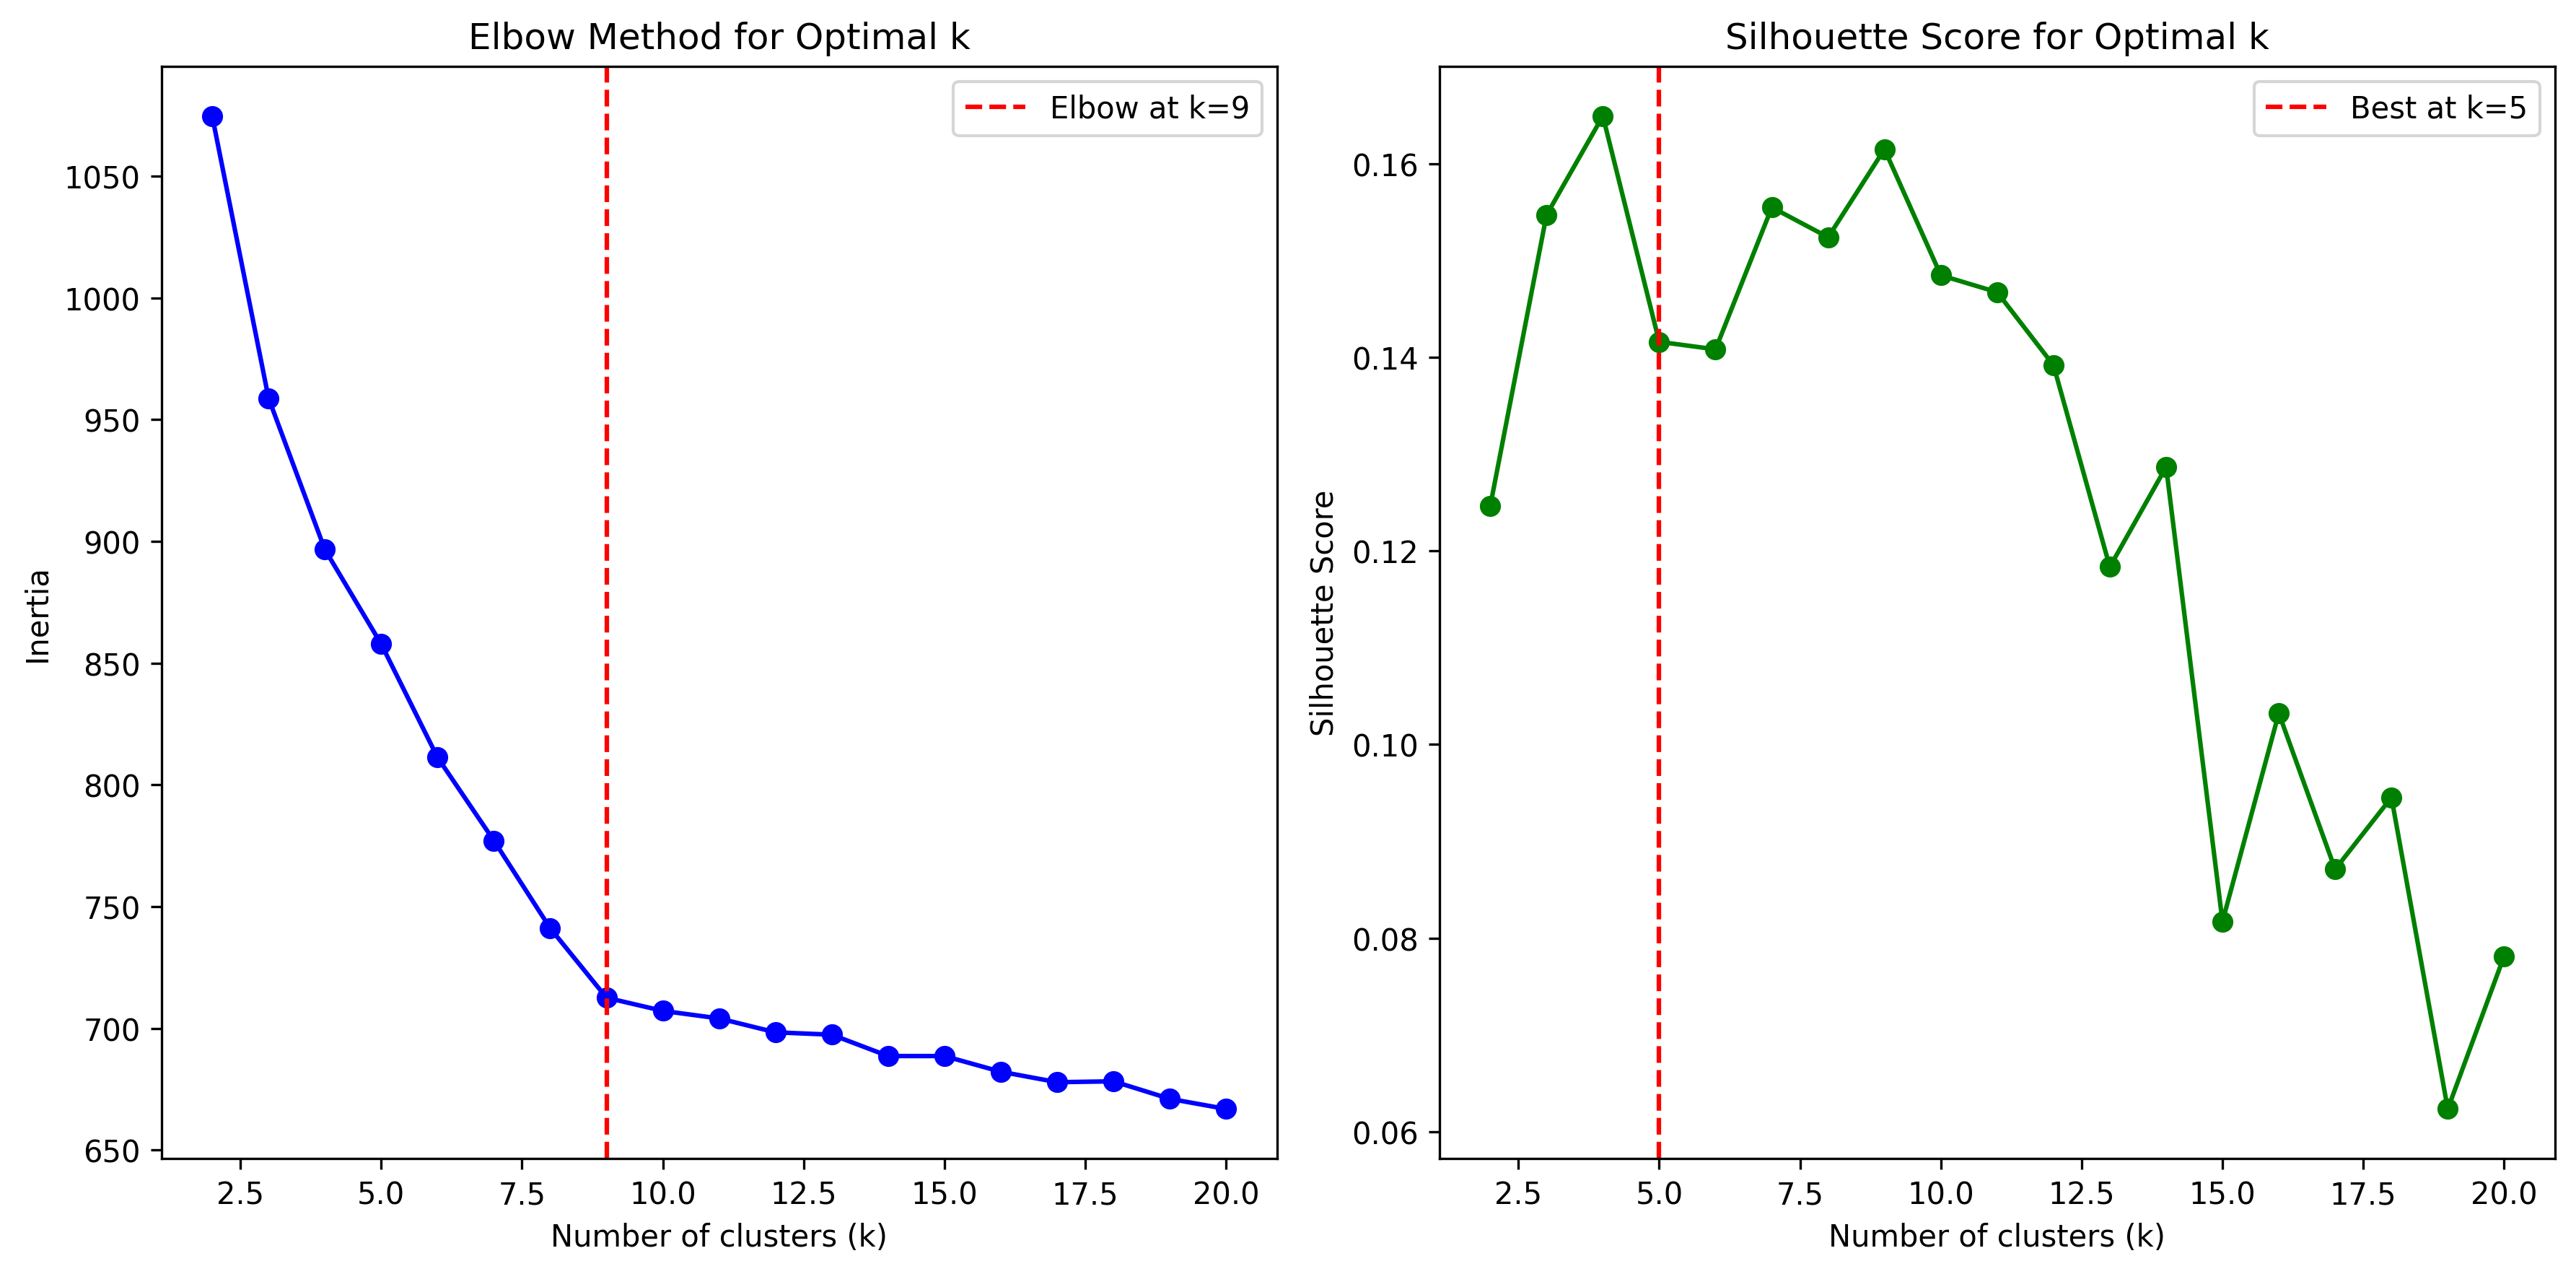 Elbow Method for Optimal k
Elbow at k=9
1050
1000
950
900
850
800
750
700
650
Inertia
2.5 5.0 7.5 10.0 12.5 15.0 17.5 20.0
Number of clusters (k)
Silhouette Score for Optimal k
Best at k=5
0.16
0.14
0.12
0.10
0.08
0.06
Silhouette Score
2.5 5.0 7.5 10.0 12.5 15.0 17.5 20.0
Number of clusters (k)